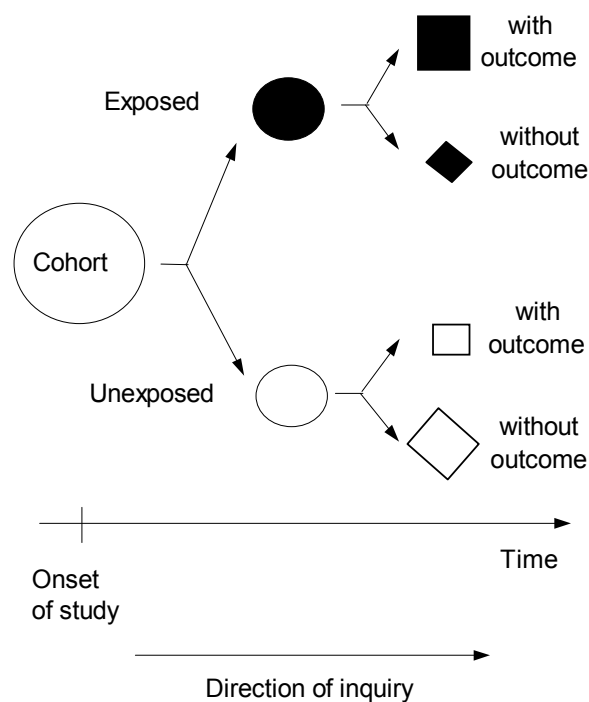 with
outcome
Exposed
without
outcome
Cohort
with
outcome
Unexposed
without
outcome
Time
Onset
of study
Direction of inquiry